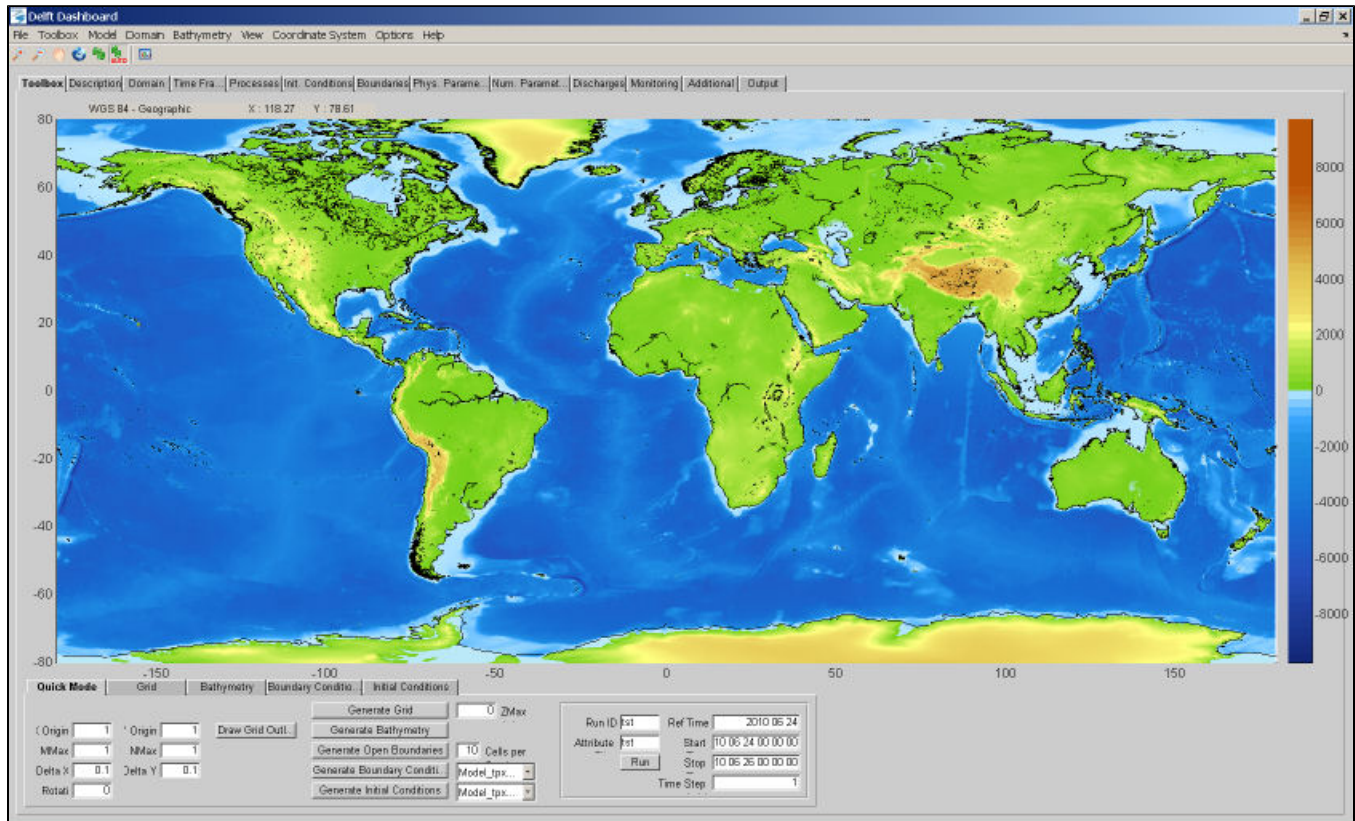 Delft Dashboard
File Toolbox Model Domain Bathymetry View Coordinate System Options Help
Toolbox Description Domain Time Fra... Processes Init. Conditions Boundaries Phys. Parame... Num. Paramet... Discharges Monitoring Additional Output
WGS 84 - Geographic X : 118.27 Y : 78.61
80
60
40
20
0
-20
-40
-60
-80
8000
6000
4000
2000
0
-2000
-4000
-6000
-8000
-150 -100 -50 0 50 100 150
Quick Mode Grid Bathymetry Boundary Conditio... Initial Conditions
Generate Grid 0 ZMax
Origin 1 Origin 1 Draw Grid Outl... Generate Bathymetry
MMax 1 NMax 1 Generate Open Boundaries 10 Cells per
Delta X 0.1 Delta Y 0.1 Generate Boundary Conditi... Model_tpx...
Rotati 0 Generate Initial Conditions Model_tpx...
Run ID tst Ref Time 2010 06 24
Attribute tst Start 10 06 24 00 00 00
Run Stop 10 06 26 00 00 00
Time Step 1